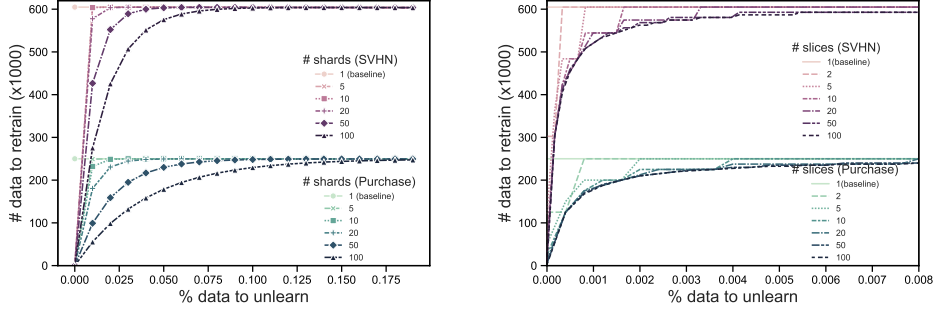 # data to retrain (x1000)
600
500
400
300
200
100
0
# shards (SVHN)
1 (baseline)
5
10
20
50
100
# shards (Purchase)
1 (baseline)
5
10
20
50
100
0.000 0.025 0.050 0.075 0.100 0.125 0.150 0.175
% data to unlearn
# data to retrain (x1000)
600
500
400
300
200
100
0
# slices (SVHN)
1(baseline)
2
5
10
20
50
100
# slices (Purchase)
1(baseline)
2
5
10
20
50
100
0.000 0.001 0.002 0.003 0.004 0.005 0.006 0.007 0.008
% data to unlearn